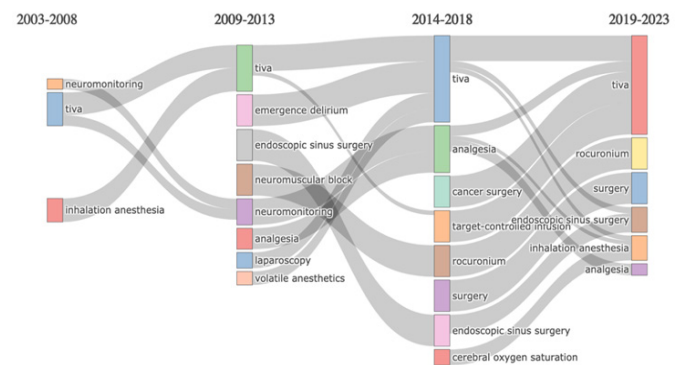 2003-2008
2009-2013
2014-2018
2019-2023
neuromonitoring
tiva
inhalation anesthesia
tiva
emergence delirium
endoscopic sinus surgery
neuromuscular block
neuromonitoring
analgesia
laparoscopy
volatile anesthetics
tiva
analgesia
cancer surgery
target-controlled infusion
rocuronium
surgery
endoscopic sinus surgery
cerebral oxygen saturation
tiva
rocuronium
surgery
endoscopic sinus surgery
inhalation anesthesia
analgesia